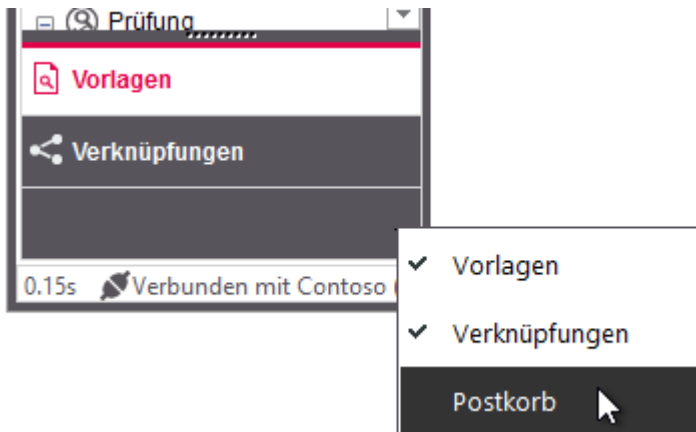 Prüfung
Vorlagen
Verknüpfungen
0.15s Verbunden mit Contoso (
Vorlagen
Verknüpfungen
Postkorb